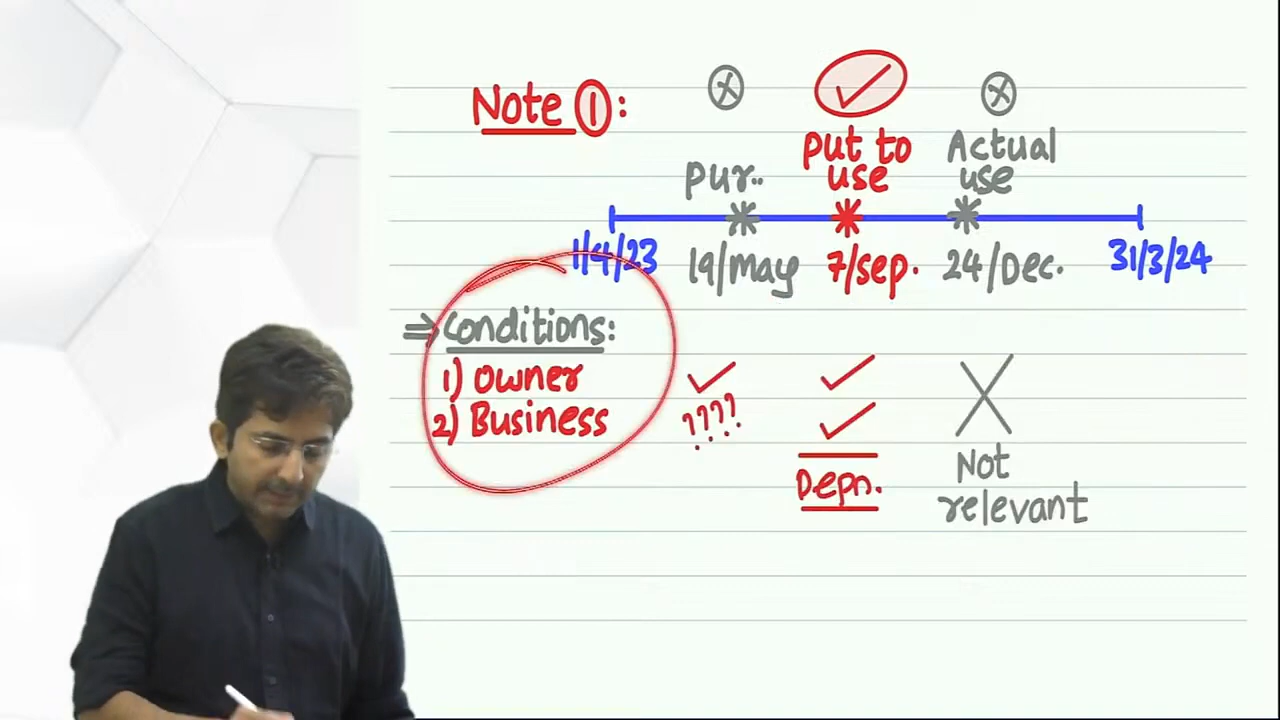 Note 1:
Pur..
Put to
use
Actual
use
1/4/23
19/May
7/Sep.
24/Dec.
31/3/24
⇒ Conditions:
1) Owner
2) Business
????
Depn.
Not
relevant